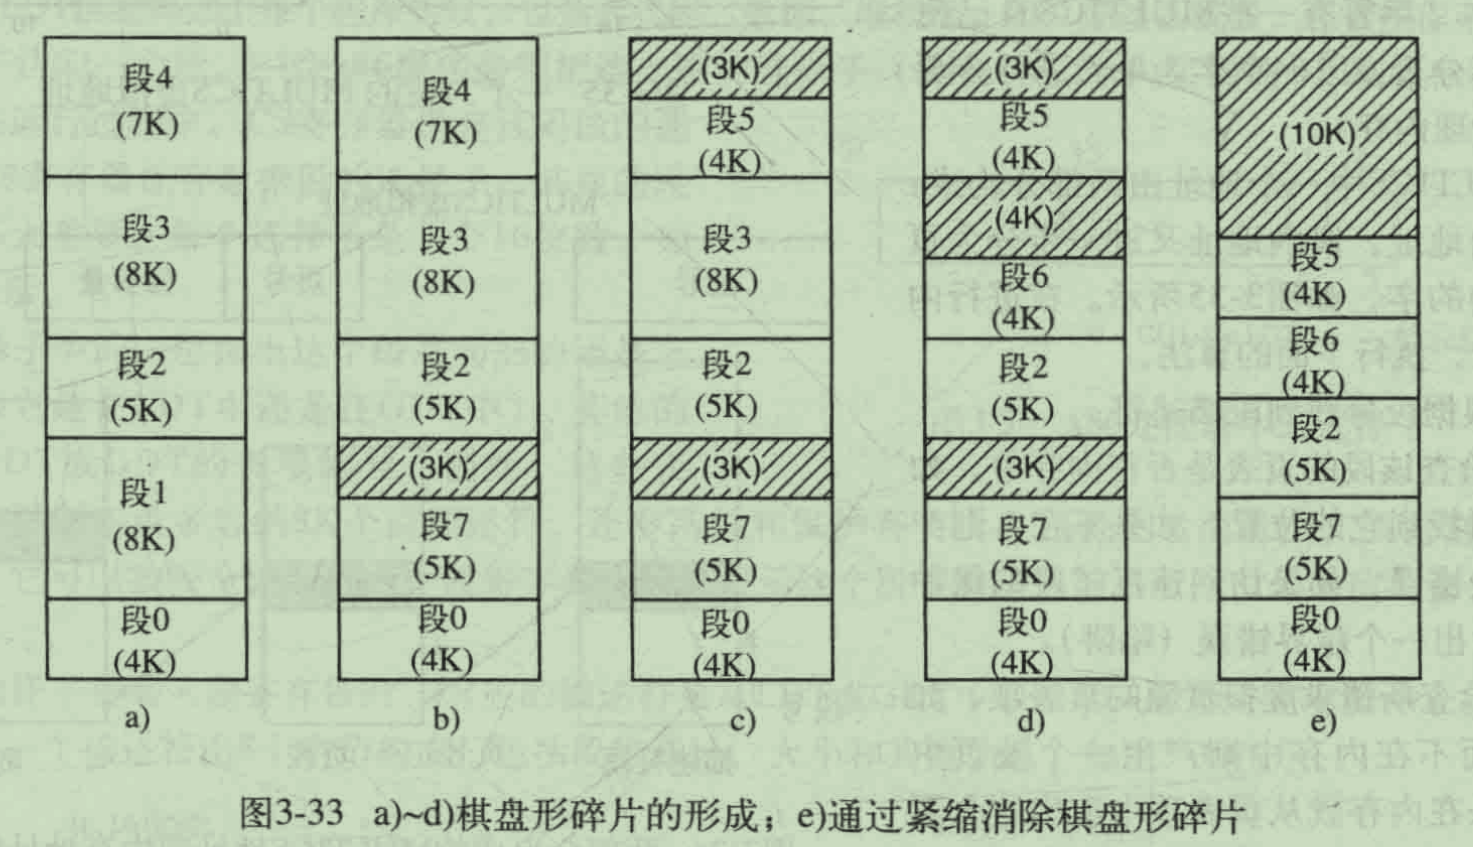 段4
(7K)
段3
(8K)
段2
(5K)
段1
(8K)
段0
(4K)
a)
段4
(7K)
段3
(8K)
段2
(5K)
(3K)
段7
(5K)
段0
(4K)
b)
(3K)
段5
(4K)
段3
(8K)
段2
(5K)
(3K)
段7
(5K)
段0
(4K)
c)
(3K)
段5
(4K)
(4K)
段6
(4K)
段2
(5K)
(3K)
段7
(5K)
段0
(4K)
d)
(10K)
段5
(4K)
段6
(4K)
段2
(5K)
段7
(5K)
段0
(4K)
e)
图3-33 a)~d)棋盘形碎片的形成；e)通过紧缩消除棋盘形碎片